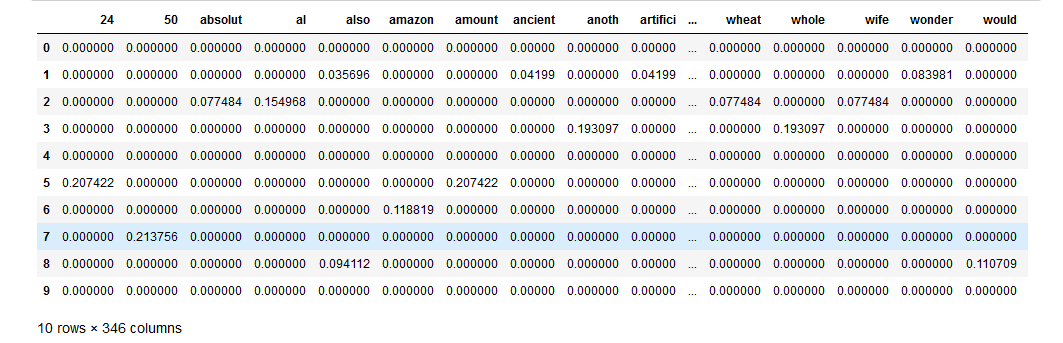 24 50 absolut al also amazon amount ancient anoth artifici ... wheat whole wife wonder would
0 0.000000 0.000000 0.000000 0.000000 0.000000 0.000000 0.000000 0.00000 0.000000 0.00000 ... 0.000000 0.000000 0.000000 0.000000 0.000000
1 0.000000 0.000000 0.000000 0.000000 0.035696 0.000000 0.000000 0.04199 0.000000 0.04199 ... 0.000000 0.000000 0.000000 0.083981 0.000000
2 0.000000 0.000000 0.077484 0.154968 0.000000 0.000000 0.000000 0.00000 0.000000 0.00000 ... 0.077484 0.000000 0.077484 0.000000 0.000000
3 0.000000 0.000000 0.000000 0.000000 0.000000 0.000000 0.000000 0.00000 0.193097 0.00000 ... 0.000000 0.193097 0.000000 0.000000 0.000000
4 0.000000 0.000000 0.000000 0.000000 0.000000 0.000000 0.000000 0.00000 0.000000 0.00000 ... 0.000000 0.000000 0.000000 0.000000 0.000000
5 0.207422 0.000000 0.000000 0.000000 0.000000 0.000000 0.207422 0.00000 0.000000 0.00000 ... 0.000000 0.000000 0.000000 0.000000 0.000000
6 0.000000 0.000000 0.000000 0.000000 0.000000 0.118819 0.000000 0.00000 0.000000 0.00000 ... 0.000000 0.000000 0.000000 0.000000 0.000000
7 0.000000 0.213756 0.000000 0.000000 0.000000 0.000000 0.000000 0.00000 0.000000 0.00000 ... 0.000000 0.000000 0.000000 0.000000 0.000000
8 0.000000 0.000000 0.000000 0.000000 0.094112 0.000000 0.000000 0.00000 0.000000 0.00000 ... 0.000000 0.000000 0.000000 0.000000 0.110709
9 0.000000 0.000000 0.000000 0.000000 0.000000 0.000000 0.000000 0.00000 0.000000 0.00000 ... 0.000000 0.000000 0.000000 0.000000 0.000000
10 rows × 346 columns